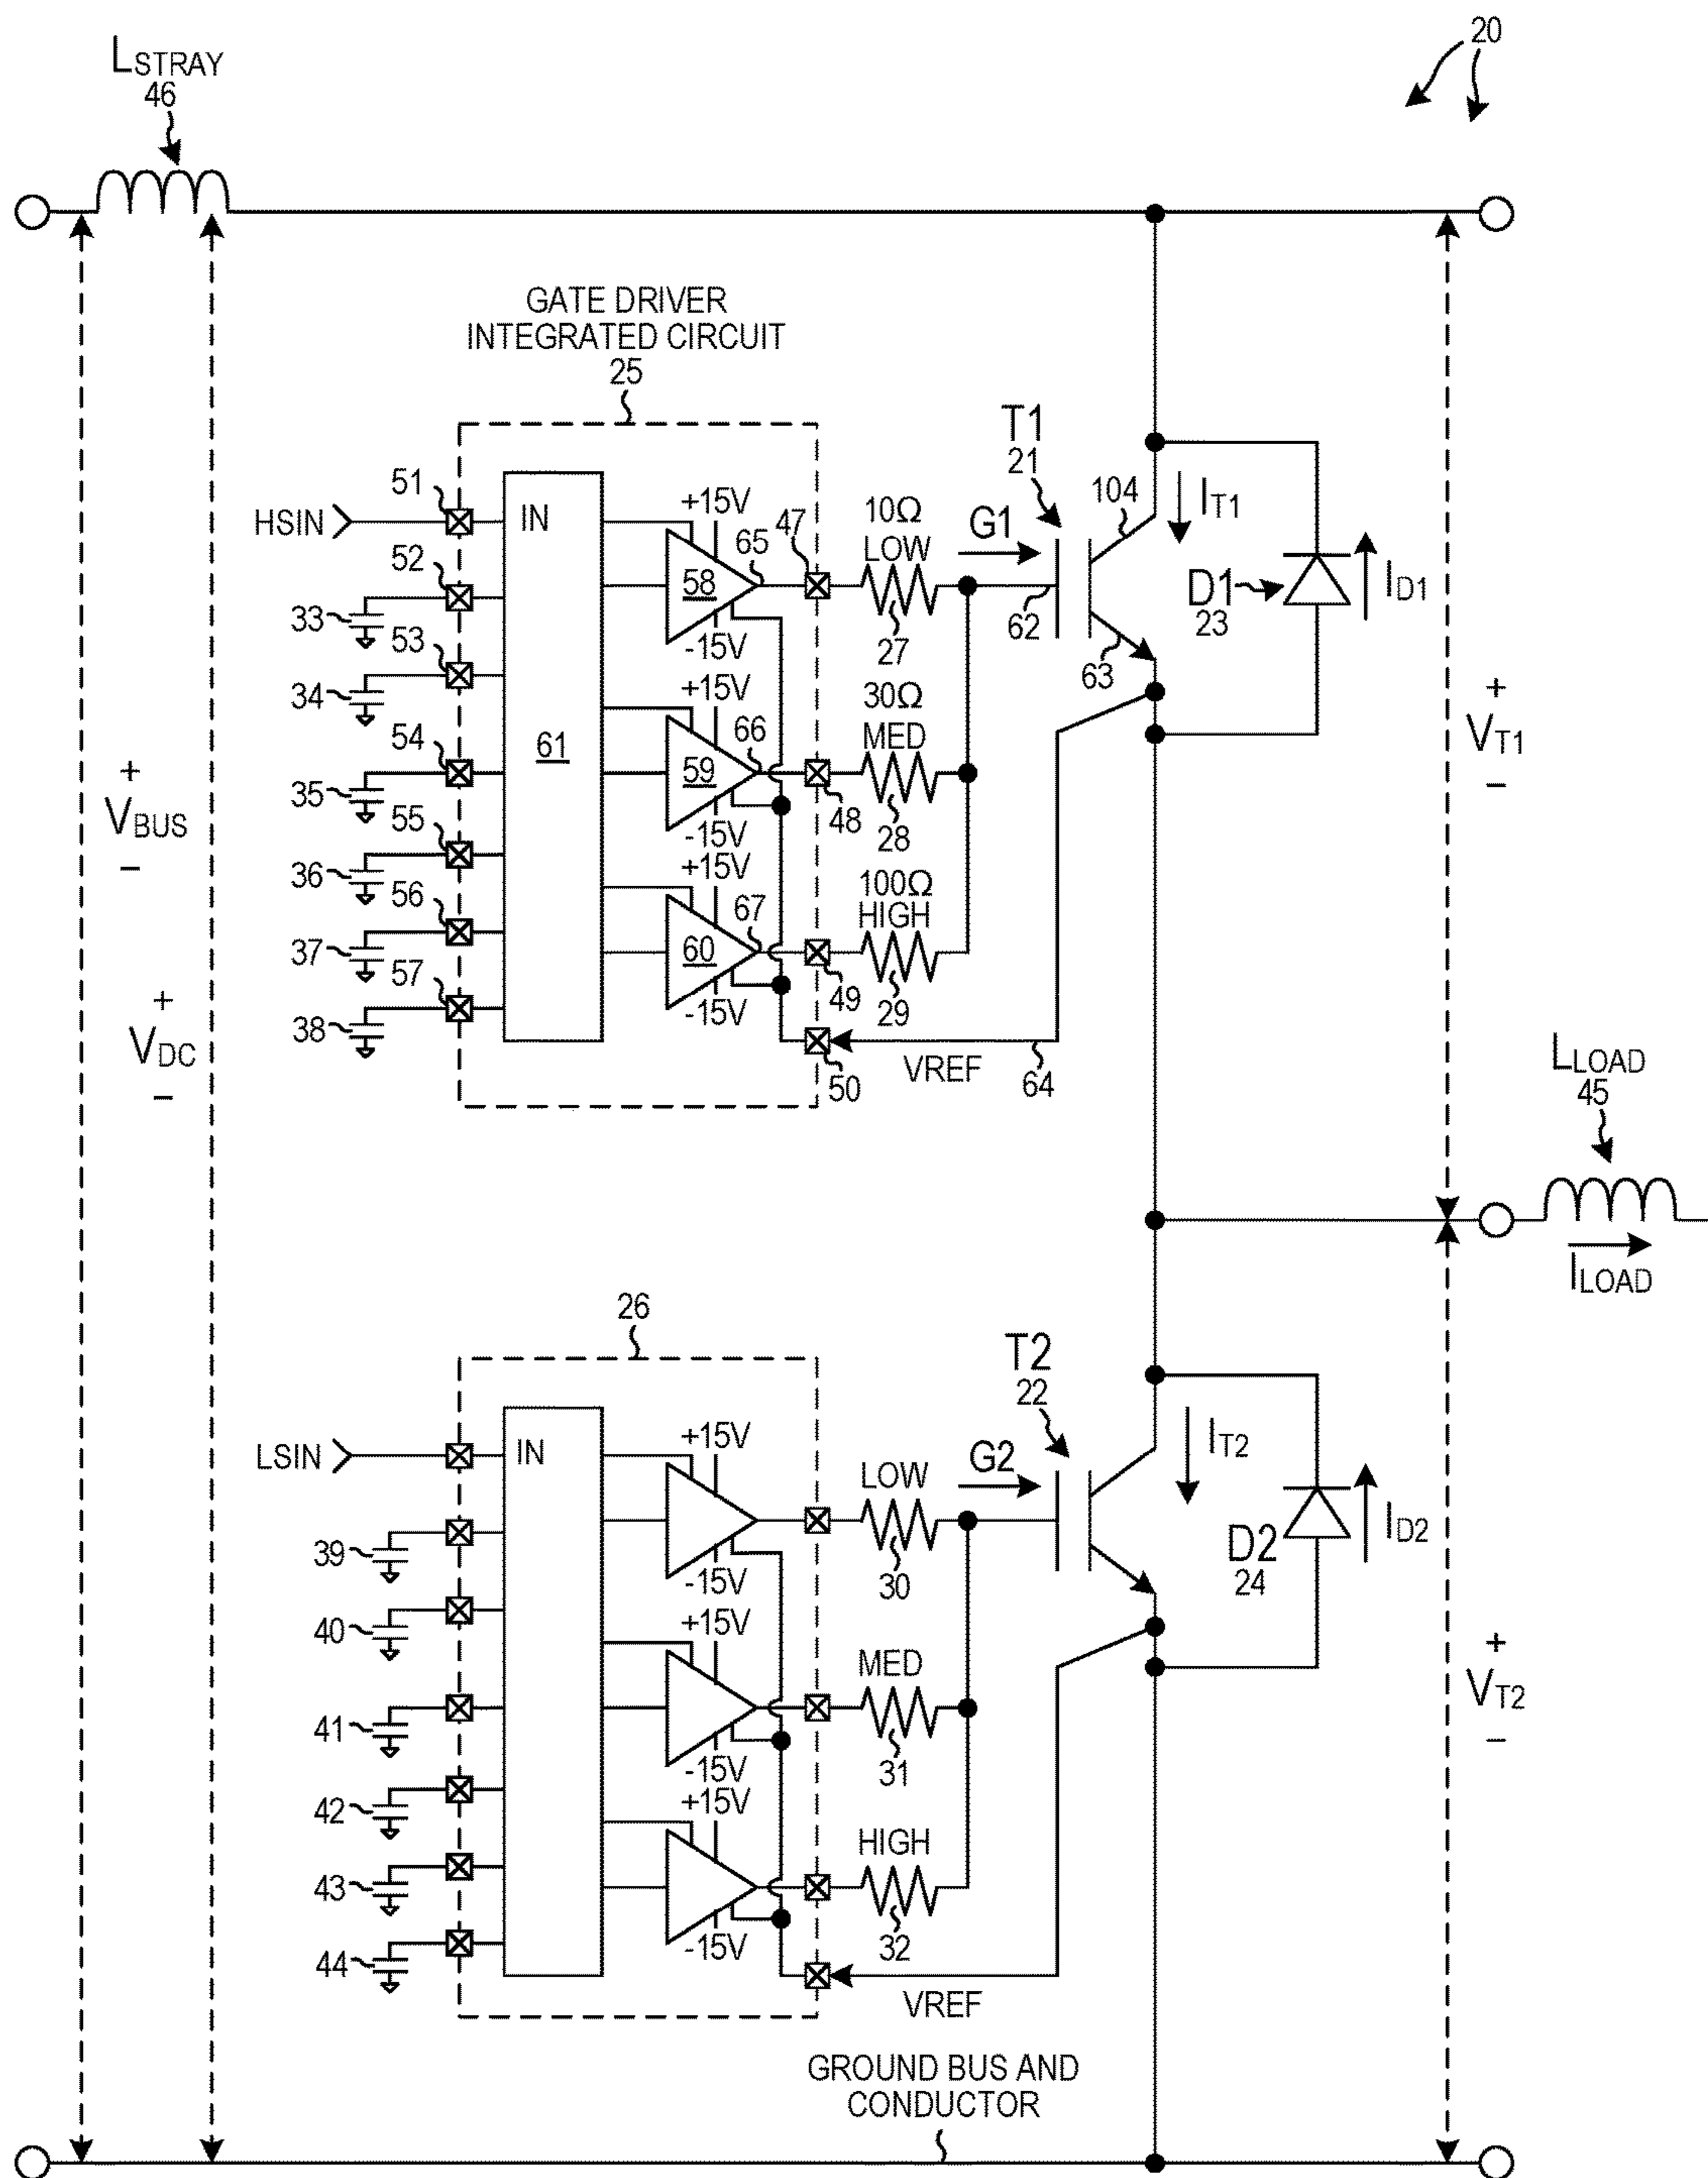 20
LSTRAY
46
GATE DRIVER
INTEGRATED CIRCUIT
25
T1
21
104
IT1
51
HSIN
IN
+15V
65
47
10Ω
LOW
G1
52
58
62
D1
23
ID1
33
-15V
27
63
53
34
+15V
30Ω
MED
54
61
66
59
+
VT1
-
+
VBUS
-
35
55
-15V
48
28
36
+15V
100Ω
HIGH
56
67
60
37
57
-15V
49
29
+
VDC
-
38
VREF
50
64
LLOAD
45
ILOAD
26
T2
22
LSIN
IN
+15V
LOW
G2
IT2
D2
24
ID2
39
-15V
30
40
+15V
MED
+
VT2
-
41
-15V
31
42
+15V
HIGH
43
-15V
32
44
VREF
GROUND BUS AND
CONDUCTOR